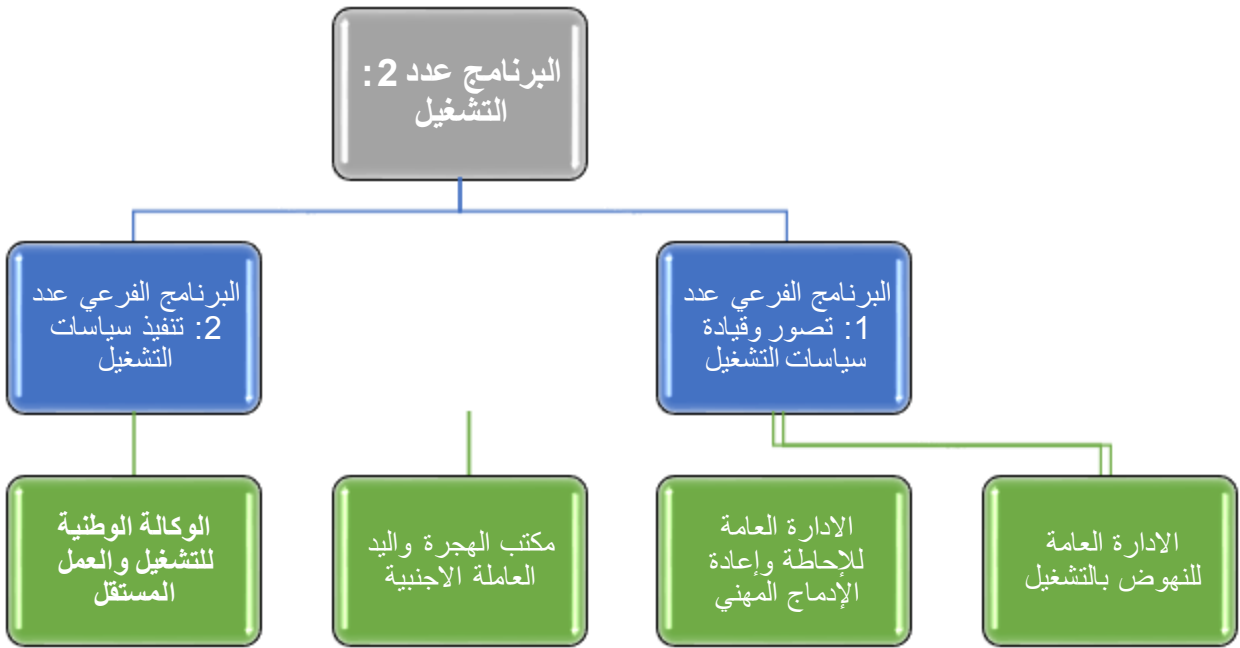 البرنامج عدد 2:
التشغيل
البرنامج الفرعي عدد
1: تصور وقيادة
سياسات التشغيل
البرنامج الفرعي عدد
2: تنفيذ سياسات
التشغيل
الادارة العامة
للنهوض بالتشغيل
الادارة العامة
للإحاطة وإعادة
الإدماج المهني
مكتب الهجرة واليد
العاملة الاجنبية
الوكالة الوطنية
للتشغيل والعمل
المستقل